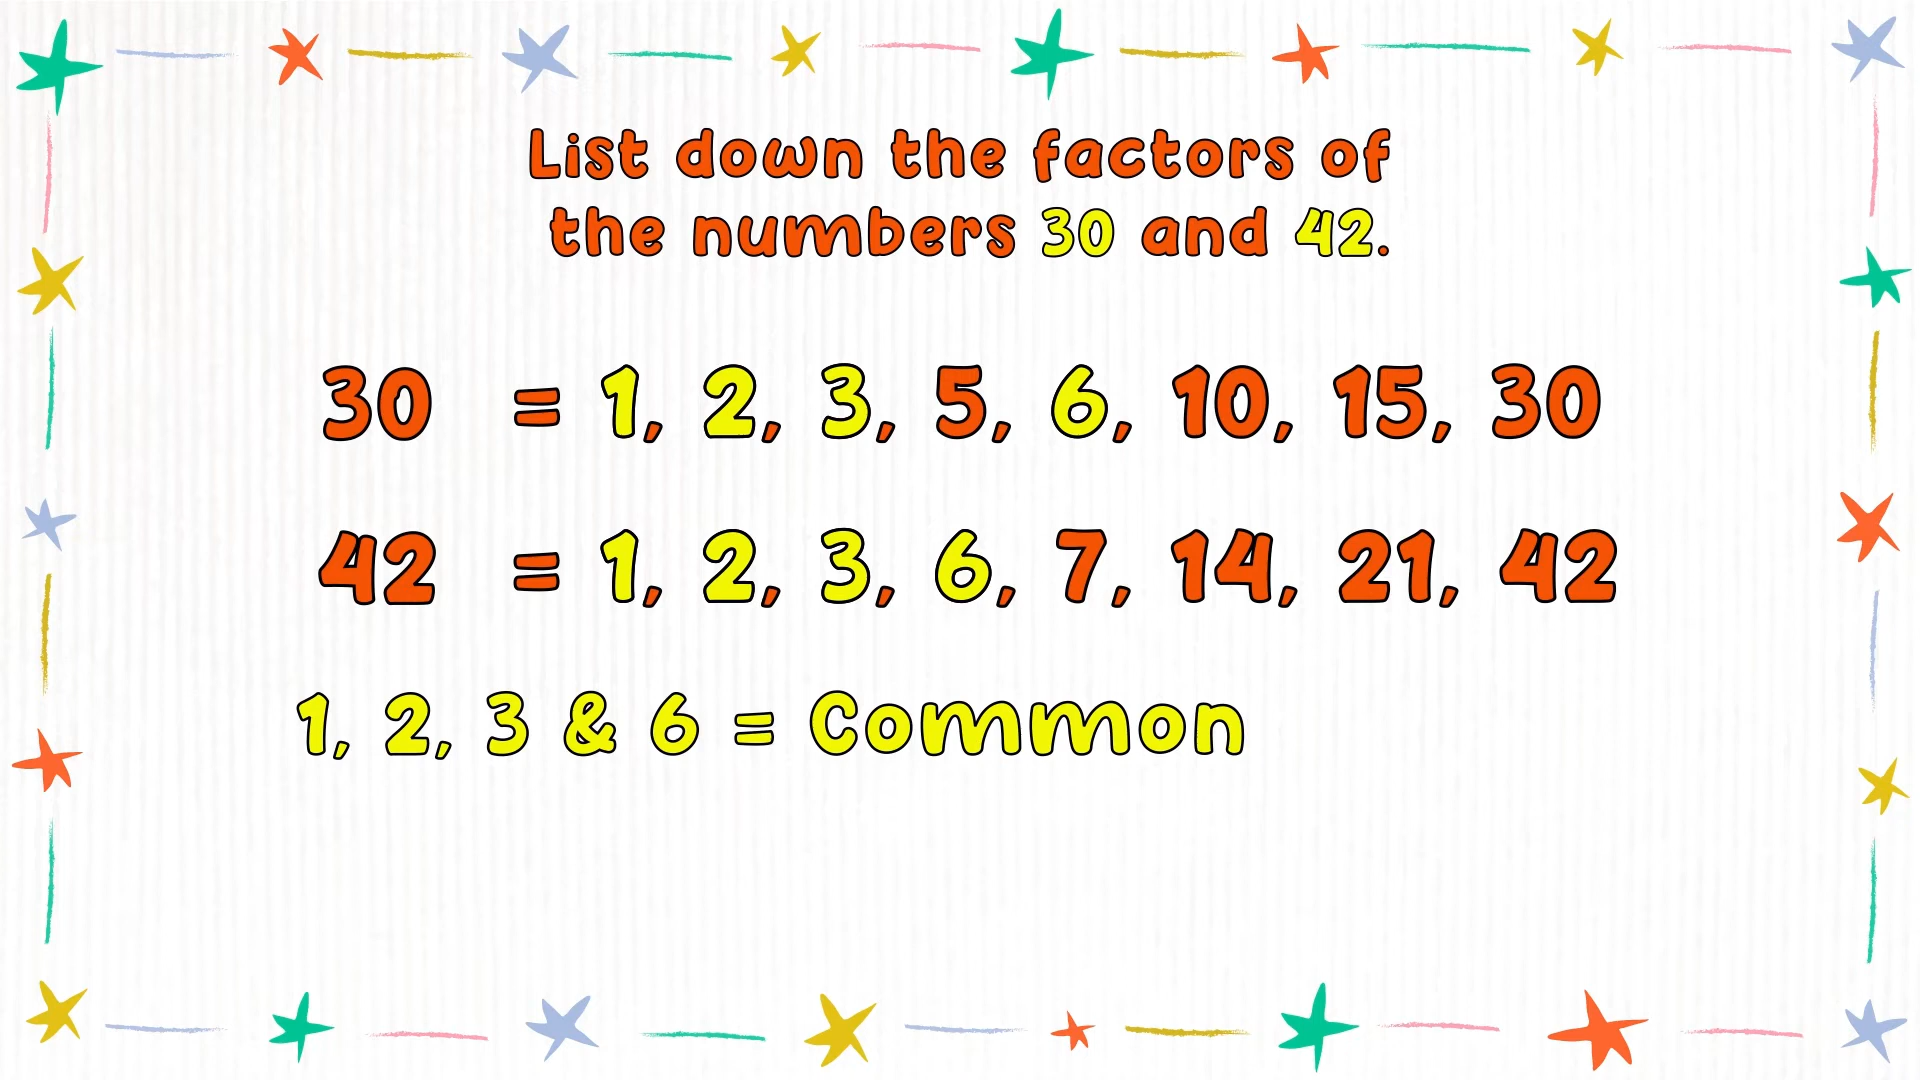 List down the factors of
the numbers 30 and 42.
30 = 1, 2, 3, 5, 6, 10, 15, 30
42 = 1, 2, 3, 6, 7, 14, 21, 42
1, 2, 3 & 6 = Common